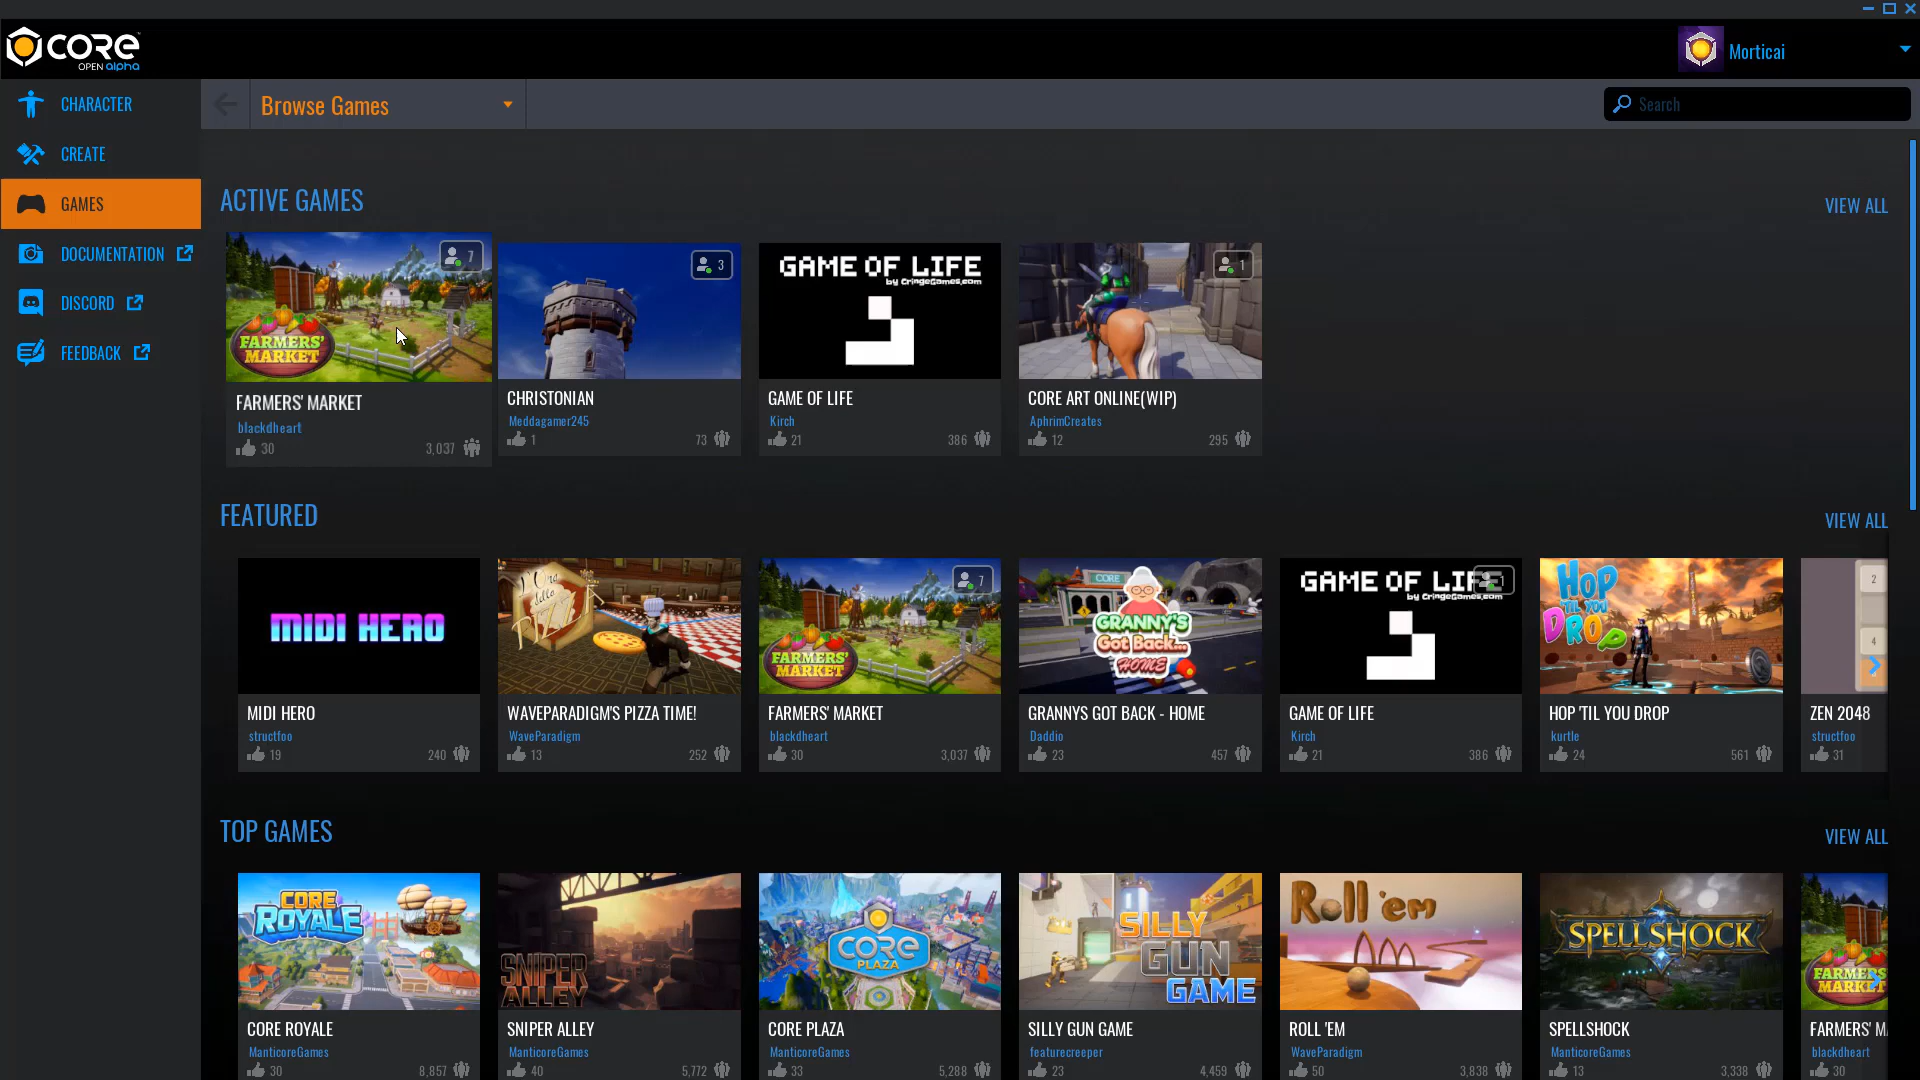 CORE
OPEN alpha
Morticai
CHARACTER
Browse Games
Search
CREATE
GAMES
DOCUMENTATION
DISCORD
FEEDBACK
ACTIVE GAMES
VIEW ALL
7
FARMERS'
MARKET
FARMERS' MARKET
blackdheart
30
3,037
3
CHRISTONIAN
Meddagamer245
1
73
GAME OF LIFE
by CringeGames.com
GAME OF LIFE
Kirch
21
386
1
CORE ART ONLINE(WIP)
AphrimCreates
12
295
FEATURED
VIEW ALL
MIDI HERO
MIDI HERO
structfoo
19
240
WAVEPARADIGM'S PIZZA TIME!
WaveParadigm
13
252
7
FARMERS'
MARKET
FARMERS' MARKET
blackdheart
30
3,037
CORE
GRANNY'S
Got Back...
HOME
GRANNYS GOT BACK - HOME
Daddio
23
457
GAME OF LIFE
1
by CringeGames.com
GAME OF LIFE
Kirch
21
386
HOP
'TIL YOU
DROP
HOP 'TIL YOU DROP
kurtle
24
561
2
4
ZEN 2048
structfoo
31
TOP GAMES
VIEW ALL
CORE
ROYALE
CORE ROYALE
ManticoreGames
30
8,857
SNIPER
ALLEY
SNIPER ALLEY
ManticoreGames
40
5,772
CORE
PLAZA
CORE PLAZA
ManticoreGames
33
5,288
SILLY
GUN
GAME
SILLY GUN GAME
featurecreeper
23
4,459
Roll 'em
ROLL 'EM
WaveParadigm
50
3,838
SPELLSHOCK
SPELLSHOCK
ManticoreGames
13
3,338
FARMERS
MARKET
FARMERS' M
blackdheart
30